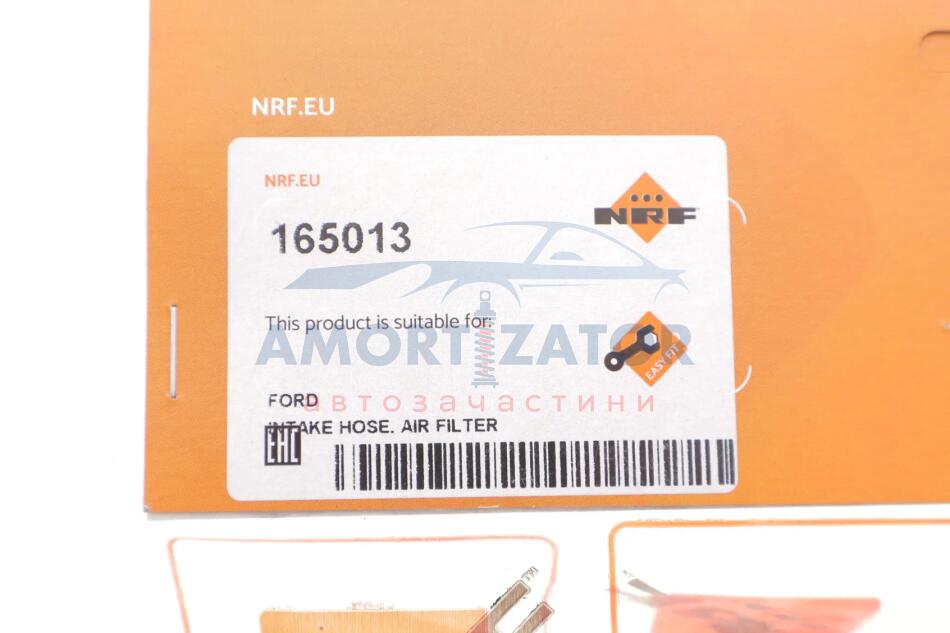 NRF.EU
NRF.EU
NRF
165013
This product is suitable for:
AMORTIZATOR
EASY FIT
FORD
автозачастини
INTAKE HOSE. AIR FILTER
EAC